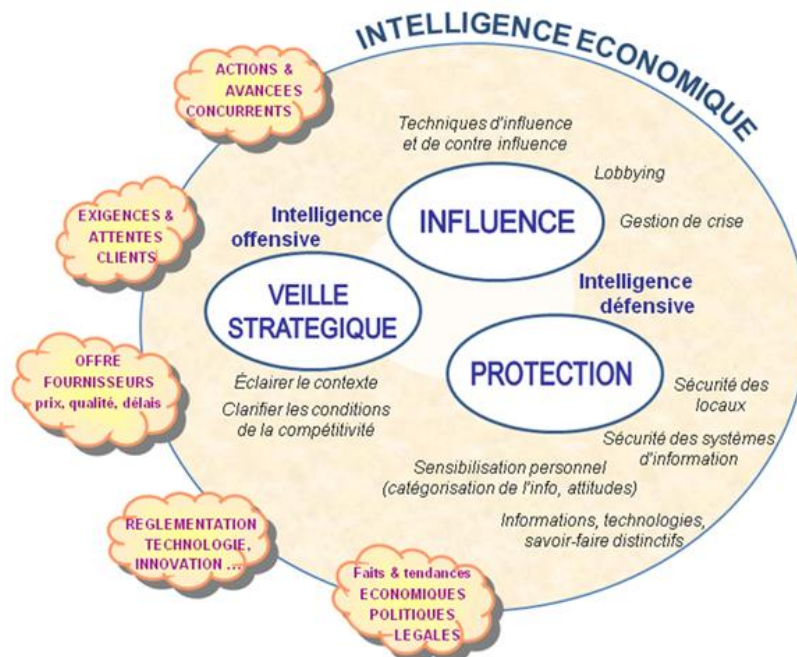 INTELLIGENCE ECONOMIQUE
ACTIONS &
AVANCEES
CONCURRENTS
Techniques d'influence
et de contre influence
Lobbying
EXIGENCES &
ATTENTES
CLIENTS
Intelligence
offensive
INFLUENCE
Gestion de crise
VEILLE
STRATEGIQUE
Intelligence
défensive
OFFRE
FOURNISSEURS
prix, qualité, délais
Éclairer le contexte
Clarifier les conditions
de la compétitivité
PROTECTION
Sécurité des
locaux
Sécurité des systèmes
d'information
Sensibilisation personnel
(catégorisation de l'info, attitudes)
Informations, technologies,
savoir-faire distinctifs
REGLEMENTATION
TECHNOLOGIE,
INNOVATION ...
Faits & tendances
ECONOMIQUES
POLITIQUES
LEGALES